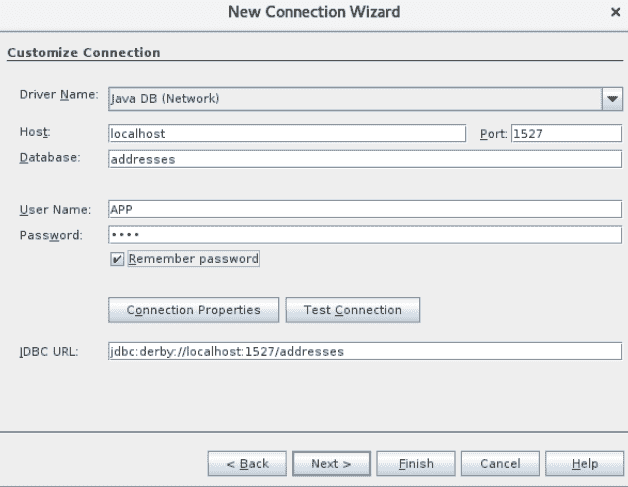 New Connection Wizard
Customize Connection
Driver Name: Java DB (Network)
Host: localhost Port: 1527
Database: addresses
User Name: APP
Password: ••••
Remember password
Connection Properties Test Connection
JDBC URL: jdbc:derby://localhost:1527/addresses
< Back Next > Finish Cancel Help